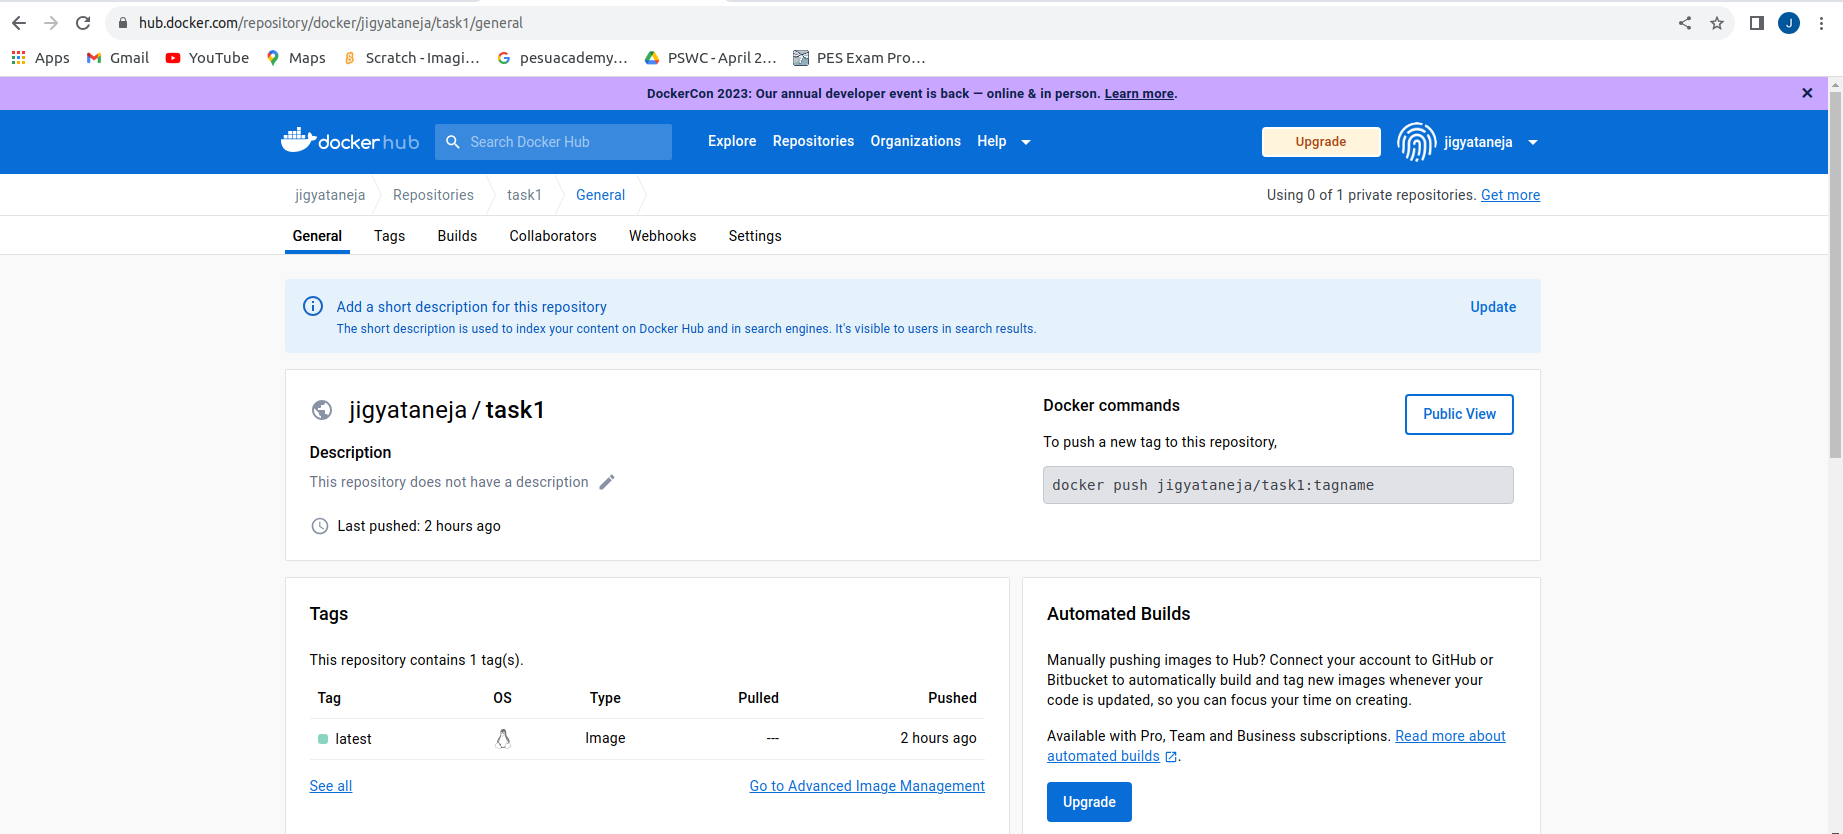 hub.docker.com/repository/docker/jigyataneja/task1/general
J
Apps Gmail YouTube Maps Scratch - Imagi... pesuacademy... PSWC - April 2... PES Exam Pro...
DockerCon 2023: Our annual developer event is back — online & in person. Learn more.
dockerhub Search Docker Hub Explore Repositories Organizations Help Upgrade jigyataneja
jigyataneja Repositories task1 General Using 0 of 1 private repositories. Get more
General Tags Builds Collaborators Webhooks Settings
Add a short description for this repository Update
The short description is used to index your content on Docker Hub and in search engines. It's visible to users in search results.
jigyataneja / task1
Description
This repository does not have a description
Last pushed: 2 hours ago
Docker commands
Public View
To push a new tag to this repository,
docker push jigyataneja/task1:tagname
Tags
This repository contains 1 tag(s).
Tag OS Type Pulled Pushed
latest Image --- 2 hours ago
See all Go to Advanced Image Management
Automated Builds
Manually pushing images to Hub? Connect your account to GitHub or
Bitbucket to automatically build and tag new images whenever your
code is updated, so you can focus your time on creating.
Available with Pro, Team and Business subscriptions. Read more about
automated builds.
Upgrade